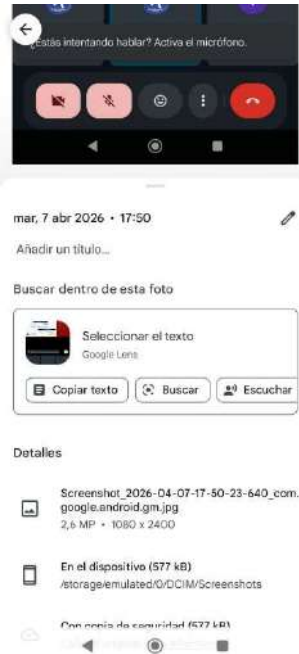 ¿Estás intentando hablar? Activa el micrófono.
mar, 7 abr 2026 • 17:50
Añadir un título...
Buscar dentro de esta foto
Seleccionar el texto
Google Lens
Copiar texto
Buscar
Escuchar
Detalles
Screenshot_2026-04-07-17-50-23-640_com.
google.android.gm.jpg
2,6 MP • 1080 x 2400
En el dispositivo (577 kB)
/storage/emulated/0/DCIM/Screenshots
Con copia de seguridad (577 kB)